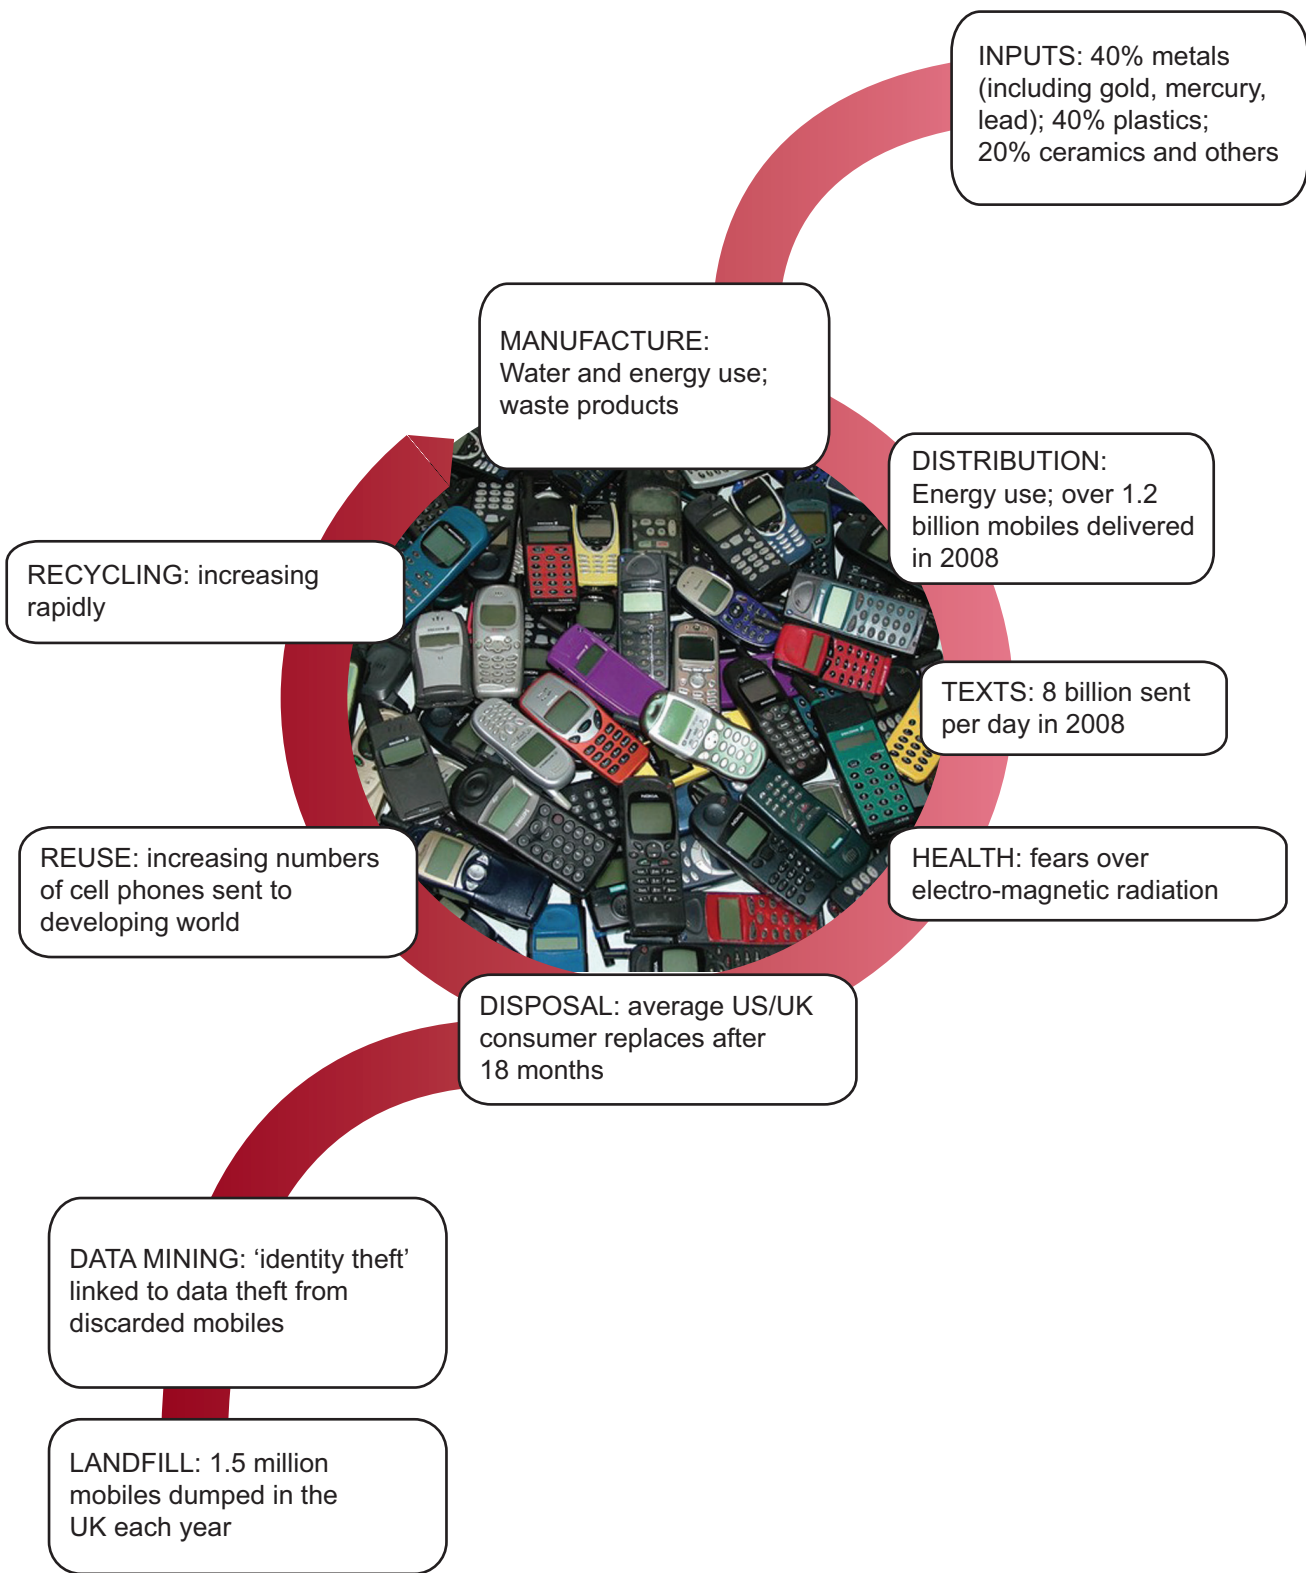 INPUTS: 40% metals
(including gold, mercury,
lead); 40% plastics;
20% ceramics and others
MANUFACTURE:
Water and energy use;
waste products
DISTRIBUTION:
Energy use; over 1.2
billion mobiles delivered
in 2008
TEXTS: 8 billion sent
per day in 2008
HEALTH: fears over
electro-magnetic radiation
DISPOSAL: average US/UK
consumer replaces after
18 months
REUSE: increasing numbers
of cell phones sent to
developing world
RECYCLING: increasing
rapidly
DATA MINING: ‘identity theft’
linked to data theft from
discarded mobiles
LANDFILL: 1.5 million
mobiles dumped in the
UK each year